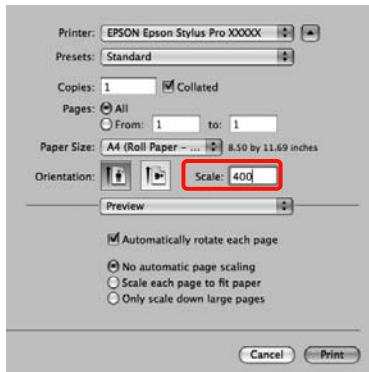 Printer: EPSON Epson Stylus Pro XXXXX
Presets: Standard
Copies: 1 Collated
Pages: All
From: 1 to: 1
Paper Size: A4 (Roll Paper – ... 8.50 by 11.69 inches
Orientation: Scale: 400
Preview
Automatically rotate each page
No automatic page scaling
Scale each page to fit paper
Only scale down large pages
Cancel Print